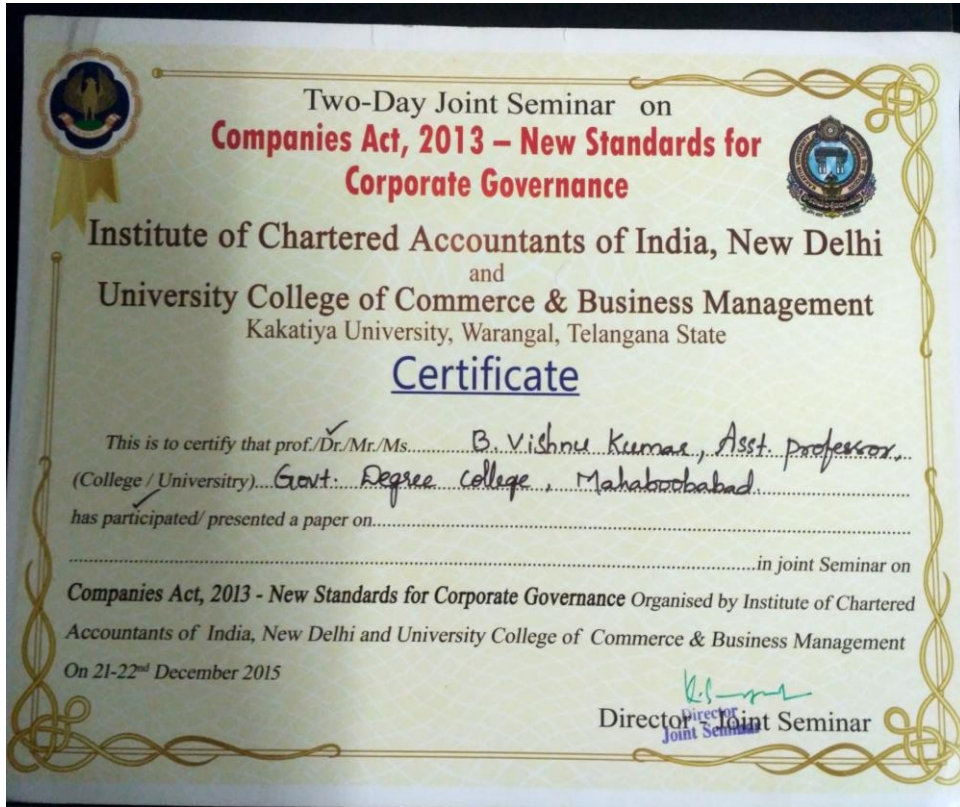 Two-Day Joint Seminar on
Companies Act, 2013 – New Standards for
Corporate Governance
Institute of Chartered Accountants of India, New Delhi
and
University College of Commerce & Business Management
Kakatiya University, Warangal, Telangana State
Certificate
This is to certify that prof./Dr./Mr./Ms.......... B. Vishnu Kumar, Asst. professor.
(College / Universitry).... Govt. Degree College, Mahaboobabad.
has participated/ presented a paper on..........
..........in joint Seminar on
Companies Act, 2013 - New Standards for Corporate Governance Organised by Institute of Chartered
Accountants of India, New Delhi and University College of Commerce & Business Management
On 21-22nd December 2015
Director - Joint Seminar
Director
Joint Seminar